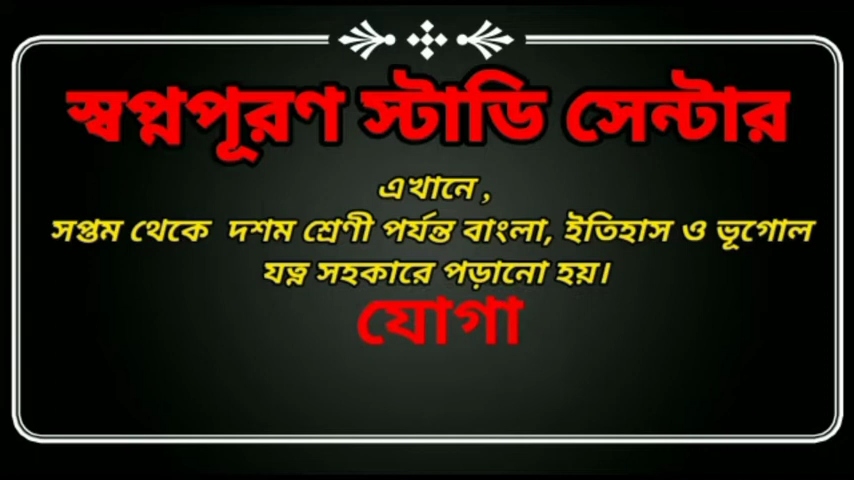 স্বপ্নপূরণ স্টাডি সেন্টার
এখানে ,
সপ্তম থেকে দশম শ্রেণী পর্যন্ত বাংলা, ইতিহাস ও ভূগোল
যত্ন সহকারে পড়ানো হয়।
যোগা